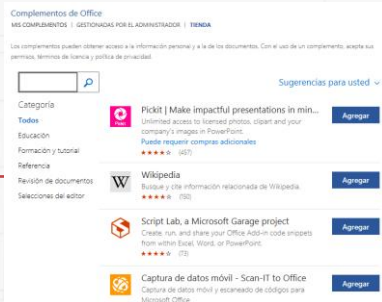 Complementos de Office
MIS COMPLEMENTOS | GESTIONADAS POR EL ADMINISTRADOR | TIENDA
Los complementos pueden obtener acceso a la información personal y a la de los documentos. Con el uso de un complemento, acepta sus
permisos, términos de licencia y política de privacidad.
Sugerencias para usted
Categoría
Todos
Educación
Formación y tutorial
Referencia
Revisión de documentos
Selecciones del editor
Pickit
Pickit | Make impactful presentations in min...
Unlimited access to licensed photos, clipart and your
company's images in PowerPoint.
Puede requerir compras adicionales
(457)
Agregar
W
Wikipedia
Busque y cite información relacionada de Wikipedia.
(590)
Agregar
Script Lab, a Microsoft Garage project
Create, run, and share your Office Add-in code snippets
from within Excel, Word, or PowerPoint.
(73)
Agregar
Captura de datos móvil - Scan-IT to Office
Captura de datos móvil y escaneado de códigos para
Microsoft Office
Agregar